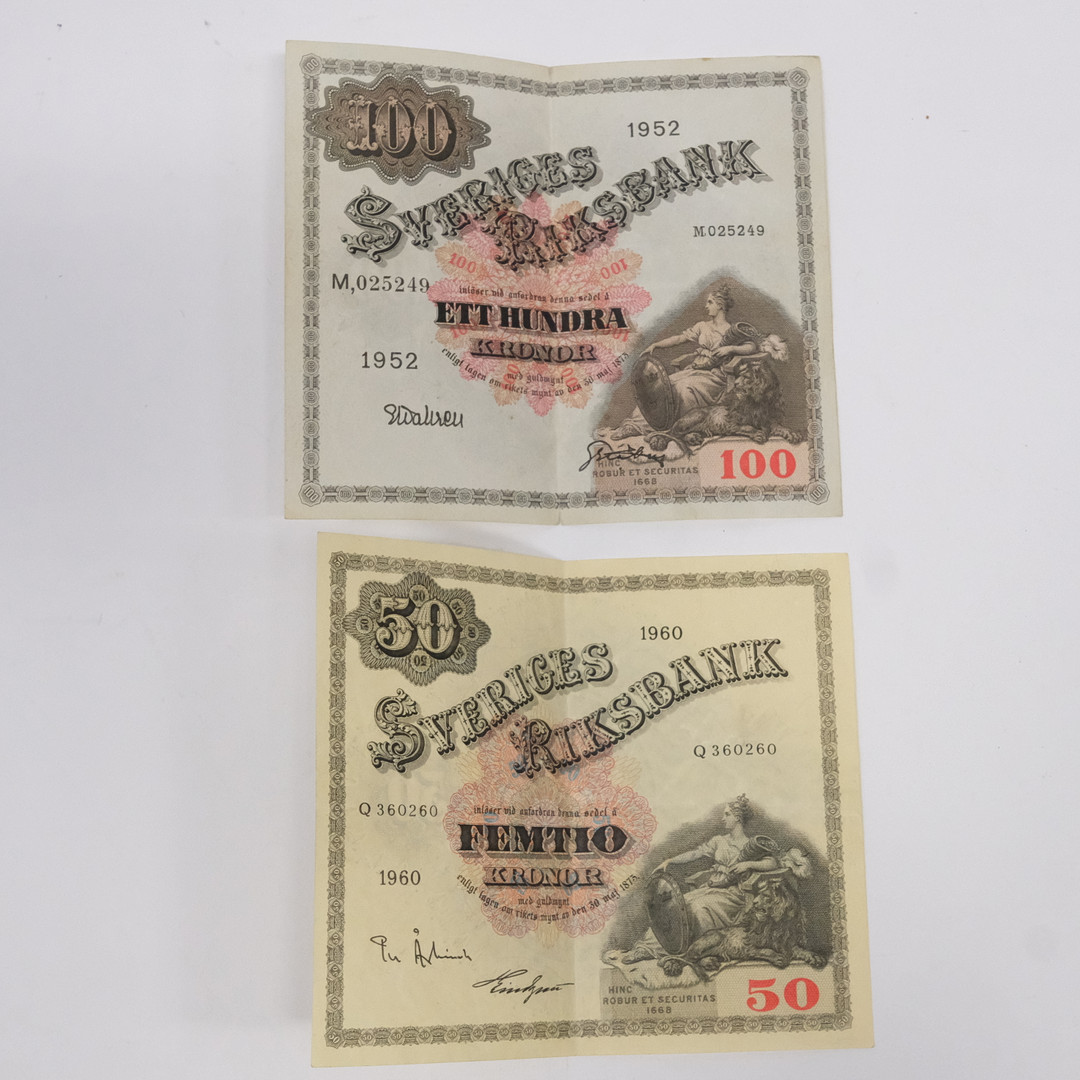 100
1952
SVERIGES
RIKSBANK
M.025249
M,025249
100 100
inlöser vid anfordran denna sedel å
ETT HUNDRA
KRONOR
enligt lagen om rikets mynt av den 30 maj 1873
med guldmynt
1952
HINC
ROBUR ET SECURITAS
1668
100
50
1960
SVERIGES
RIKSBANK
Q 360260
Q 360260
inlöser vid anfordran denna sedel å
FEMTIO
KRONOR
enligt lagen om rikets mynt av den 30 maj 1873
med guldmynt
1960
HINC
ROBUR ET SECURITAS
1668
50